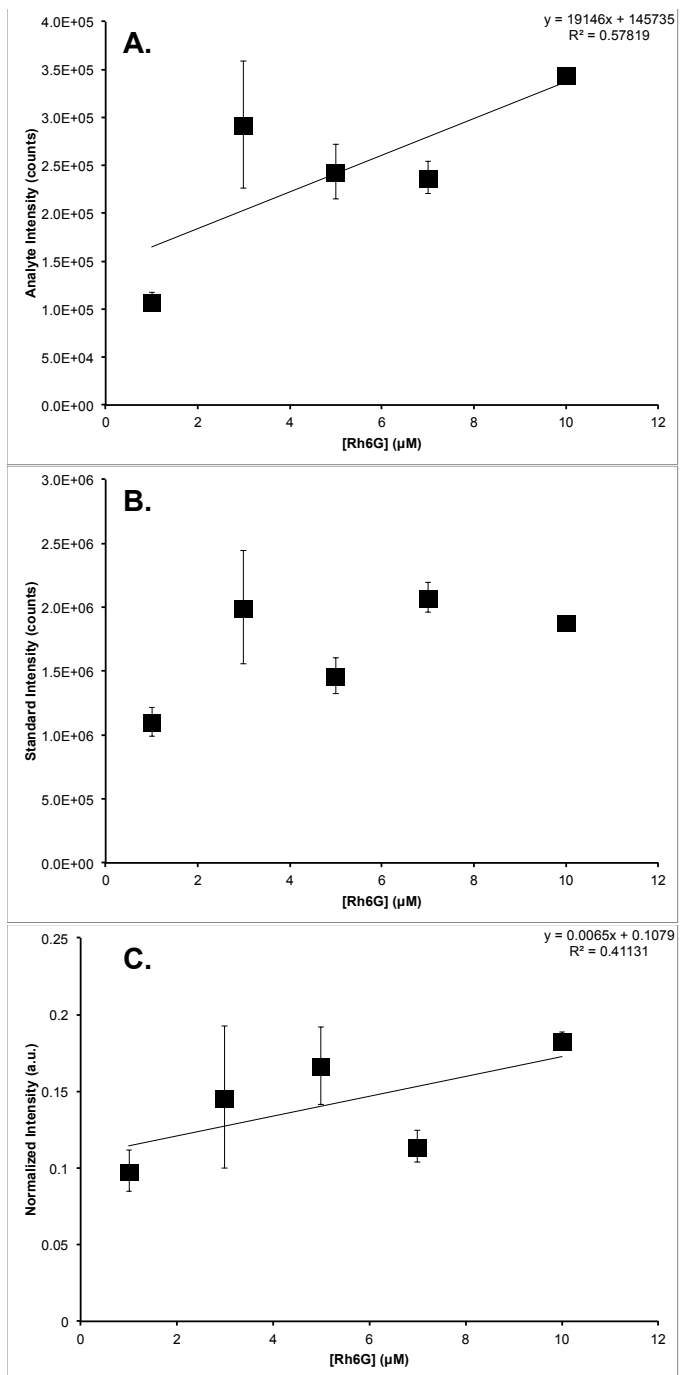 y = 19146x + 145735
R² = 0.57819
A.
4.0E+05
3.5E+05
3.0E+05
2.5E+05
2.0E+05
1.5E+05
1.0E+05
5.0E+04
0.0E+00
Analyte Intensity (counts)
0 2 4 6 8 10 12
[Rh6G] (µM)
B.
3.0E+06
2.5E+06
2.0E+06
1.5E+06
1.0E+06
5.0E+05
0.0E+00
Standard Intensity (counts)
0 2 4 6 8 10 12
[Rh6G] (µM)
y = 0.0065x + 0.1079
R² = 0.41131
C.
0.25
0.2
0.15
0.1
0.05
0
Normalized Intensity (a.u.)
0 2 4 6 8 10 12
[Rh6G] (µM)